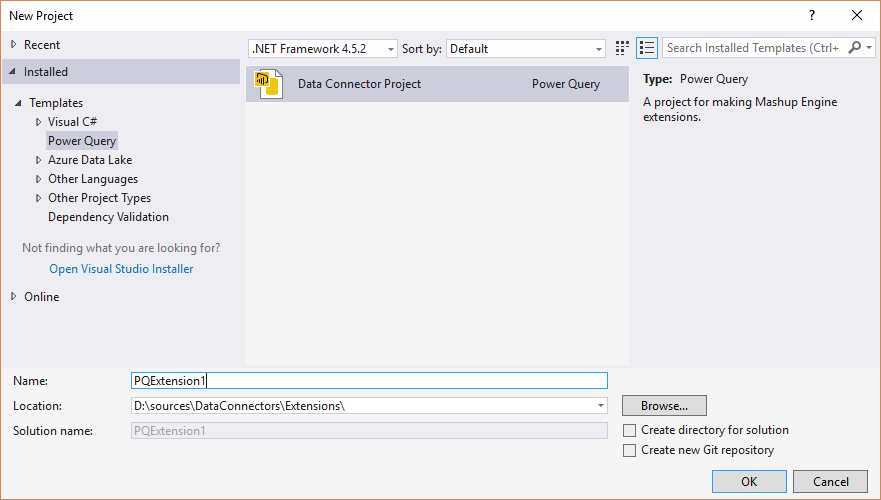 New Project
Recent
Installed
Templates
Visual C#
Power Query
Azure Data Lake
Other Languages
Other Project Types
Dependency Validation
Not finding what you are looking for?
Open Visual Studio Installer
Online
.NET Framework 4.5.2 Sort by: Default
Search Installed Templates (Ctrl+
Data Connector Project Power Query
Type: Power Query
A project for making Mashup Engine
extensions.
Name: PQExtension1
Location: D:\sources\DataConnectors\Extensions\ Browse...
Solution name: PQExtension1
Create directory for solution
Create new Git repository
OK Cancel